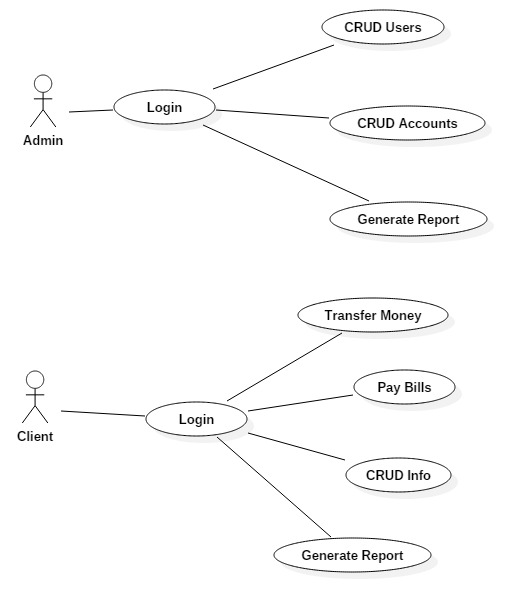 CRUD Users
Login
CRUD Accounts
Admin
Generate Report
Transfer Money
Pay Bills
Login
Client
CRUD Info
Generate Report